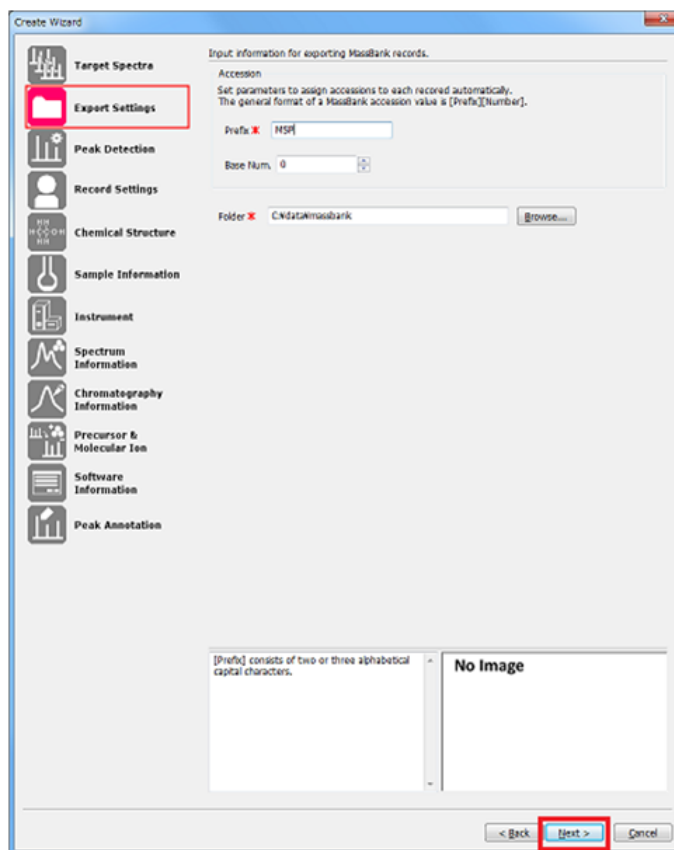 Create Wizard
Target Spectra
Export Settings
Peak Detection
Record Settings
Chemical Structure
Sample Information
Instrument
Spectrum
Information
Chromatography
Information
Precursor &
Molecular Ion
Software
Information
Peak Annotation
Input information for exporting MassBank records.
Accession
Set parameters to assign accessions to each recored automatically.
The general format of a MassBank accession value is [Prefix][Number].
Prefix MSP
Base Num. 0
Folder C:¥data¥massbank Browse...
[Prefix] consists of two or three alphabetical
capital characters.
No Image
< Back Next > Cancel